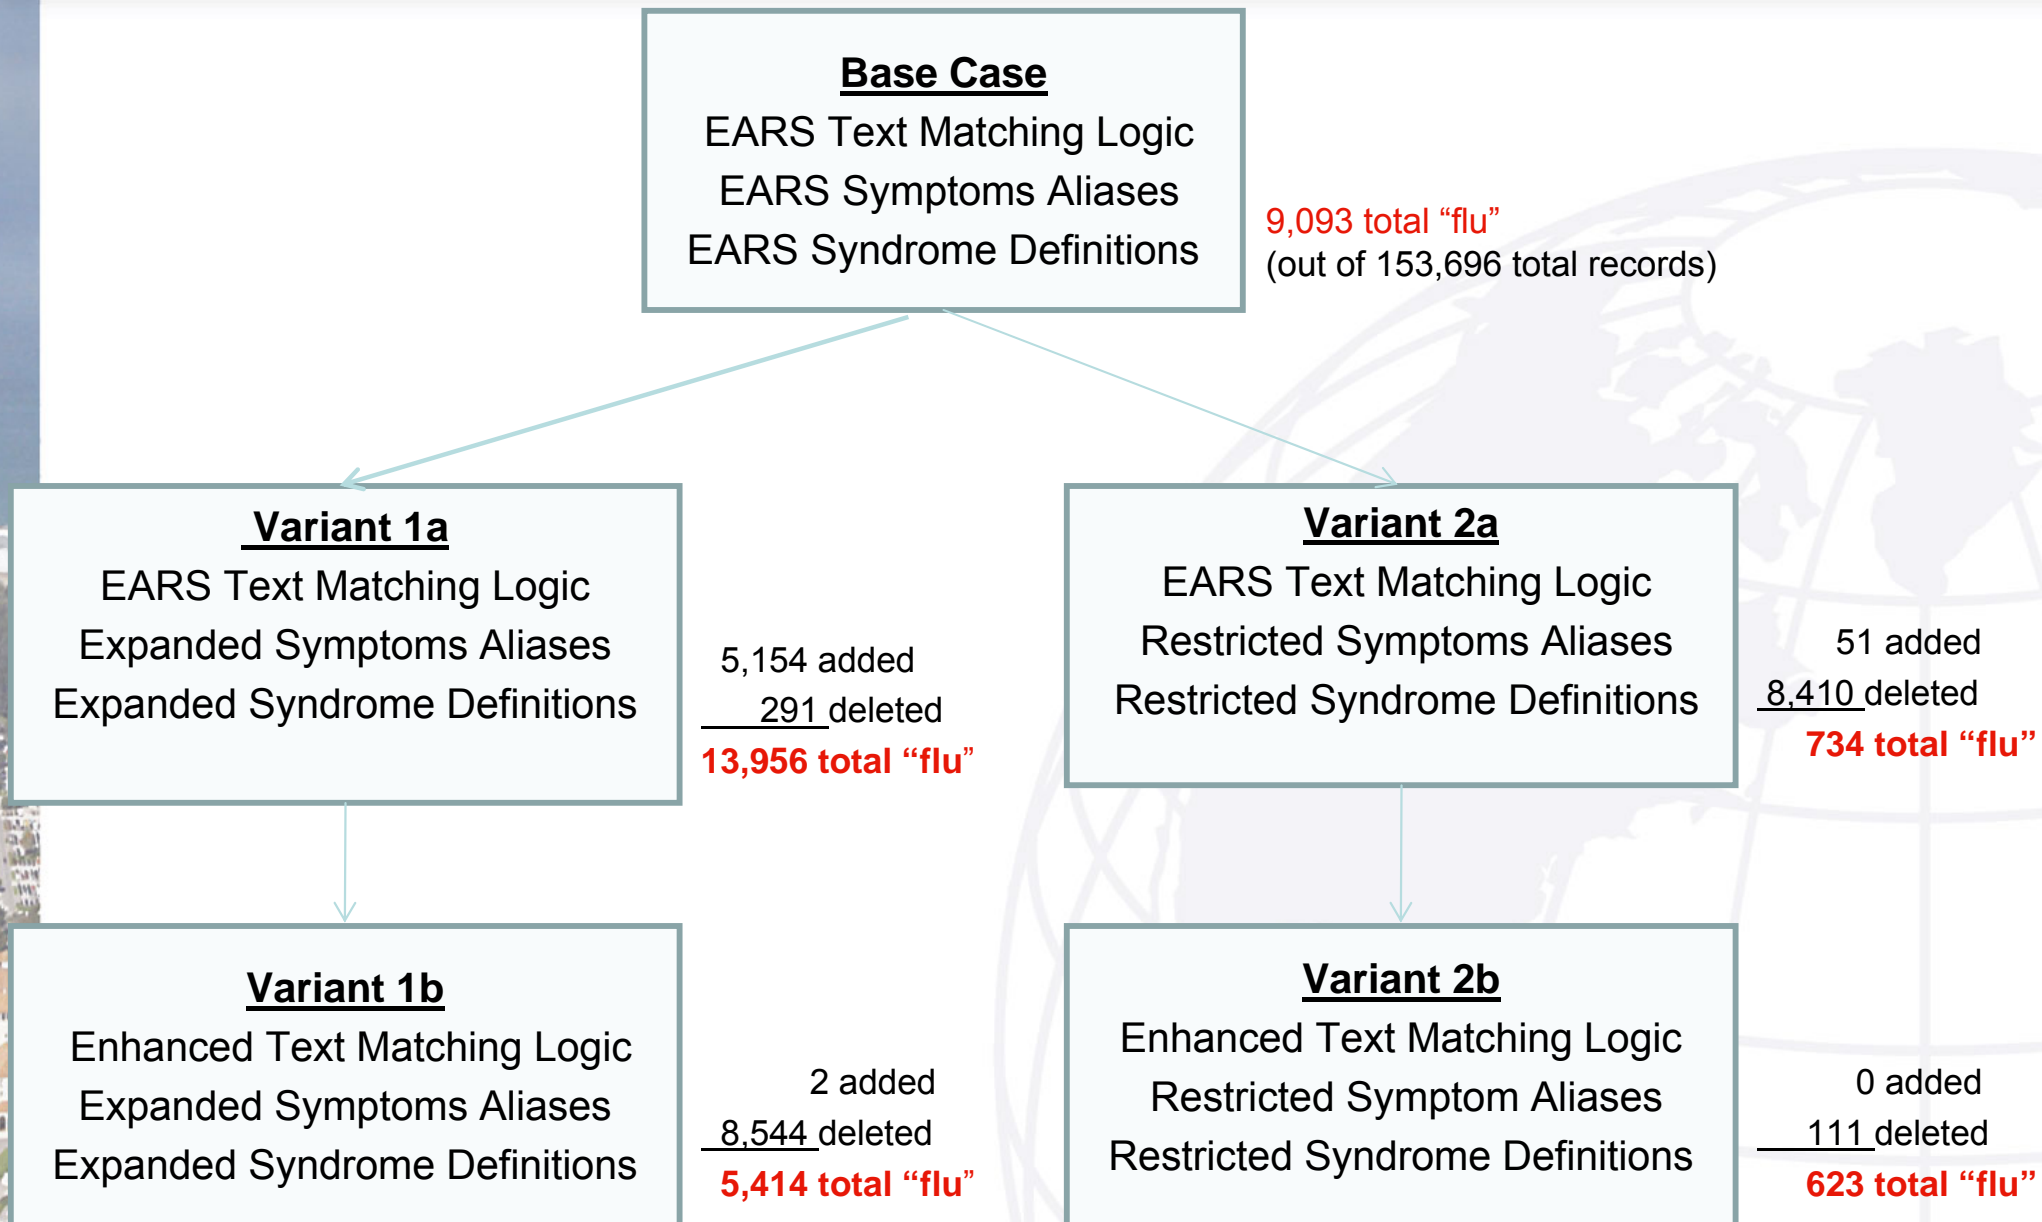 Base Case
EARS Text Matching Logic
EARS Symptoms Aliases
EARS Syndrome Definitions
9,093 total “flu”
(out of 153,696 total records)
Variant 1a
EARS Text Matching Logic
Expanded Symptoms Aliases
Expanded Syndrome Definitions
5,154 added
291 deleted
13,956 total “flu”
Variant 2a
EARS Text Matching Logic
Restricted Symptoms Aliases
Restricted Syndrome Definitions
51 added
8,410 deleted
734 total “flu”
Variant 1b
Enhanced Text Matching Logic
Expanded Symptoms Aliases
Expanded Syndrome Definitions
2 added
8,544 deleted
5,414 total “flu”
Variant 2b
Enhanced Text Matching Logic
Restricted Symptom Aliases
Restricted Syndrome Definitions
0 added
111 deleted
623 total “flu”